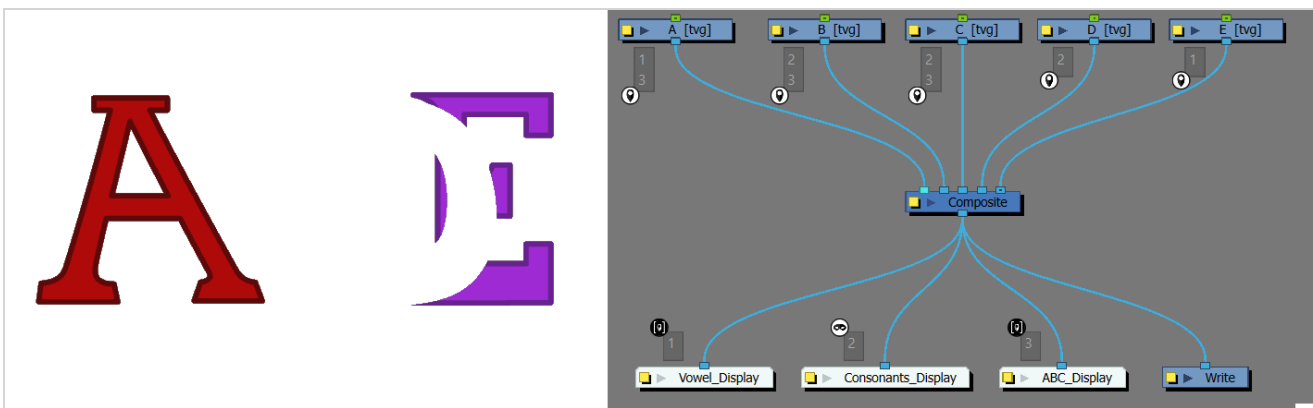 A E
A [tvg] B [tvg] C [tvg] D [tvg] E [tvg]
1 2 2 2 1
3 3 3
Composite
1 2 3
Vowel_Display Consonants_Display ABC_Display Write